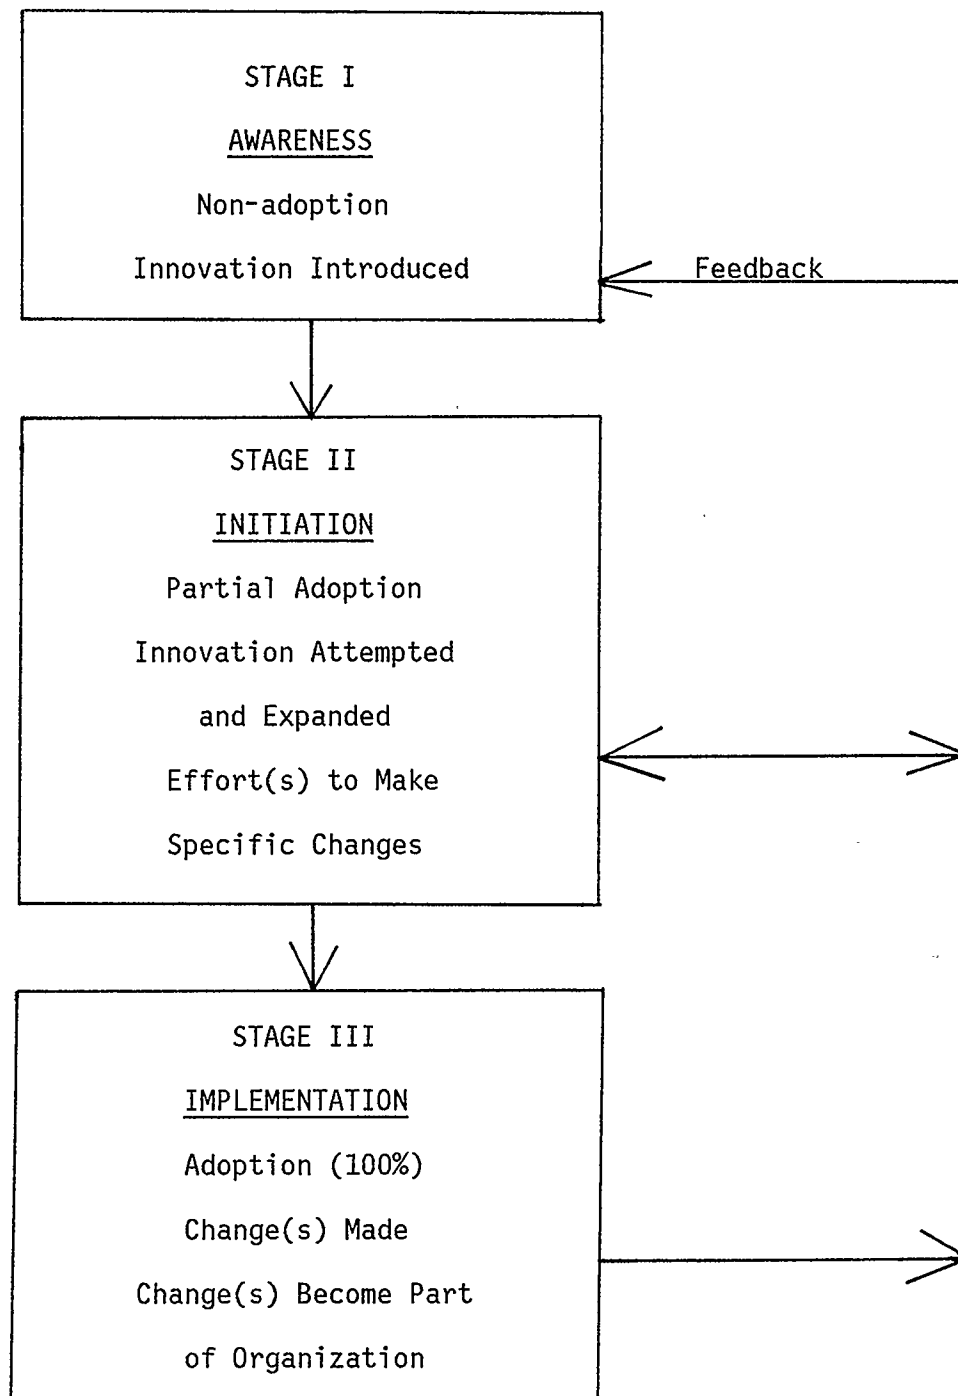 STAGE I
AWARENESS
Non-adoption
Innovation Introduced
Feedback
STAGE II
INITIATION
Partial Adoption
Innovation Attempted
and Expanded
Effort(s) to Make
Specific Changes
STAGE III
IMPLEMENTATION
Adoption (100%)
Change(s) Made
Change(s) Become Part
of Organization